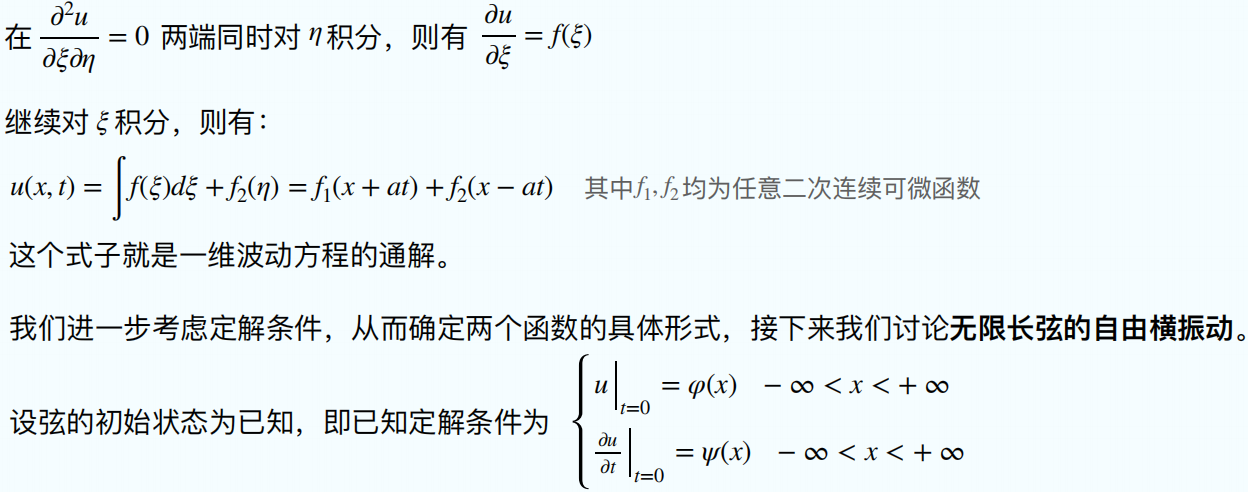 在 ∂²u/∂ξ∂η = 0 两端同时对 η 积分，则有 ∂u/∂ξ = f(ξ)
继续对 ξ 积分，则有：
u(x, t) = ∫f(ξ)dξ + f₂(η) = f₁(x + at) + f₂(x − at) 其中f₁, f₂均为任意二次连续可微函数
这个式子就是一维波动方程的通解。
我们进一步考虑定解条件，从而确定两个函数的具体形式，接下来我们讨论无限长弦的自由横振动。
设弦的初始状态为已知，即已知定解条件为 { u|ₜ₌₀ = φ(x) − ∞ < x < + ∞
∂u/∂t|ₜ₌₀ = ψ(x) − ∞ < x < + ∞